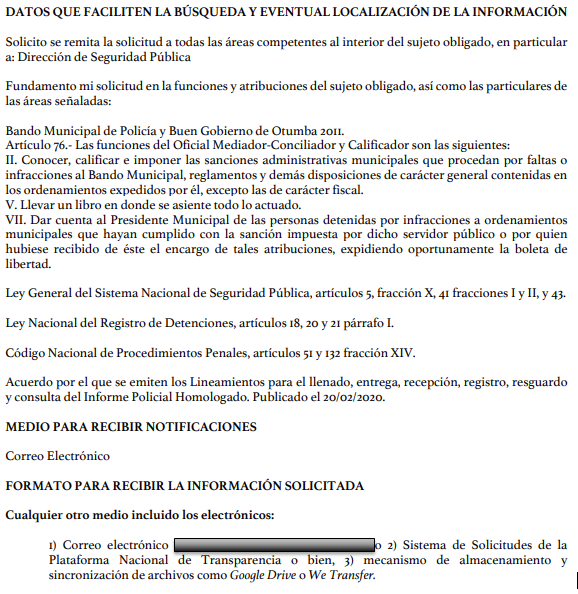 DATOS QUE FACILITEN LA BÚSQUEDA Y EVENTUAL LOCALIZACIÓN DE LA INFORMACIÓN
Solicito se remita la solicitud a todas las áreas competentes al interior del sujeto obligado, en particular
a: Dirección de Seguridad Pública
Fundamento mi solicitud en la funciones y atribuciones del sujeto obligado, así como las particulares de
las áreas señaladas:
Bando Municipal de Policía y Buen Gobierno de Otumba 2011.
Artículo 76.- Las funciones del Oficial Mediador-Conciliador y Calificador son las siguientes:
II. Conocer, calificar e imponer las sanciones administrativas municipales que procedan por faltas o
infracciones al Bando Municipal, reglamentos y demás disposiciones de carácter general contenidas en
los ordenamientos expedidos por él, excepto las de carácter fiscal.
V. Llevar un libro en donde se asiente todo lo actuado.
VII. Dar cuenta al Presidente Municipal de las personas detenidas por infracciones a ordenamientos
municipales que hayan cumplido con la sanción impuesta por dicho servidor público o por quien
hubiese recibido de éste el encargo de tales atribuciones, expidiendo oportunamente la boleta de
libertad.
Ley General del Sistema Nacional de Seguridad Pública, artículos 5, fracción X, 41 fracciones I y II, y 43.
Ley Nacional del Registro de Detenciones, artículos 18, 20 y 21 párrafo I.
Código Nacional de Procedimientos Penales, artículos 51 y 132 fracción XIV.
Acuerdo por el que se emiten los Lineamientos para el llenado, entrega, recepción, registro, resguardo
y consulta del Informe Policial Homologado. Publicado el 20/02/2020.
MEDIO PARA RECIBIR NOTIFICACIONES
Correo Electrónico
FORMATO PARA RECIBIR LA INFORMACIÓN SOLICITADA
Cualquier otro medio incluido los electrónicos:
1) Correo electrónico o 2) Sistema de Solicitudes de la
Plataforma Nacional de Transparencia o bien, 3) mecanismo de almacenamiento y
sincronización de archivos como Google Drive o We Transfer.